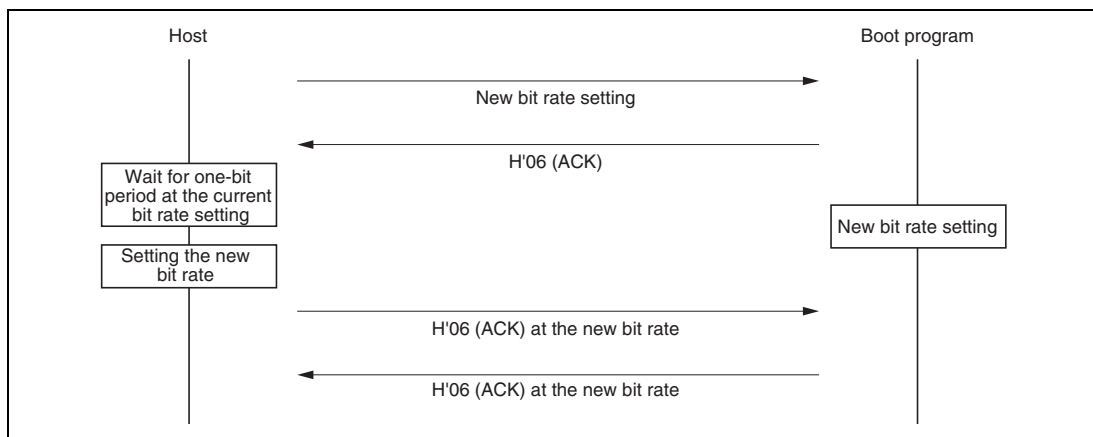 Host
Boot program
New bit rate setting
H'06 (ACK)
Wait for one-bit
period at the current
bit rate setting
New bit rate setting
Setting the new
bit rate
H'06 (ACK) at the new bit rate
H'06 (ACK) at the new bit rate